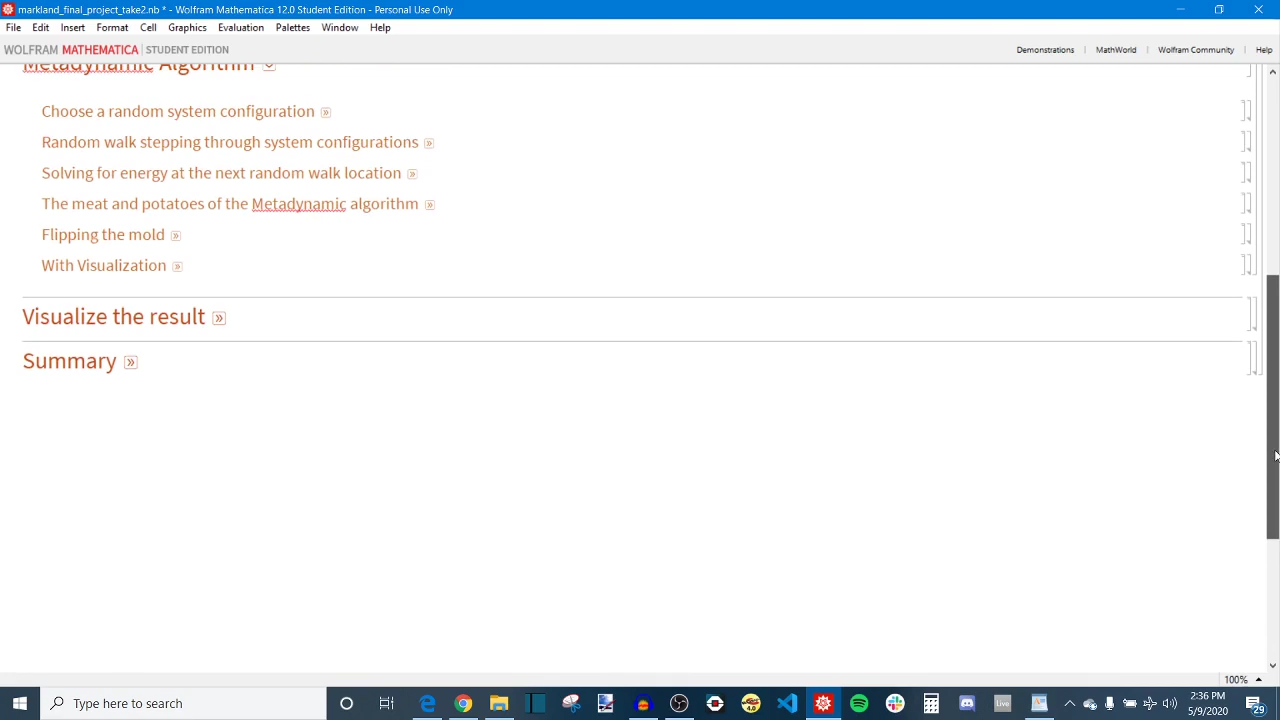 markland_final_project_take2.nb * - Wolfram Mathematica 12.0 Student Edition - Personal Use Only
File Edit Insert Format Cell Graphics Evaluation Palettes Window Help
WOLFRAM MATHEMATICA STUDENT EDITION Demonstrations MathWorld Wolfram Community Help
Metadynamic Algorithm
Choose a random system configuration
Random walk stepping through system configurations
Solving for energy at the next random walk location
The meat and potatoes of the Metadynamic algorithm
Flipping the mold
With Visualization
Visualize the result
Summary
100%
Type here to search
4.0
Live
2:36 PM
5/9/2020
29